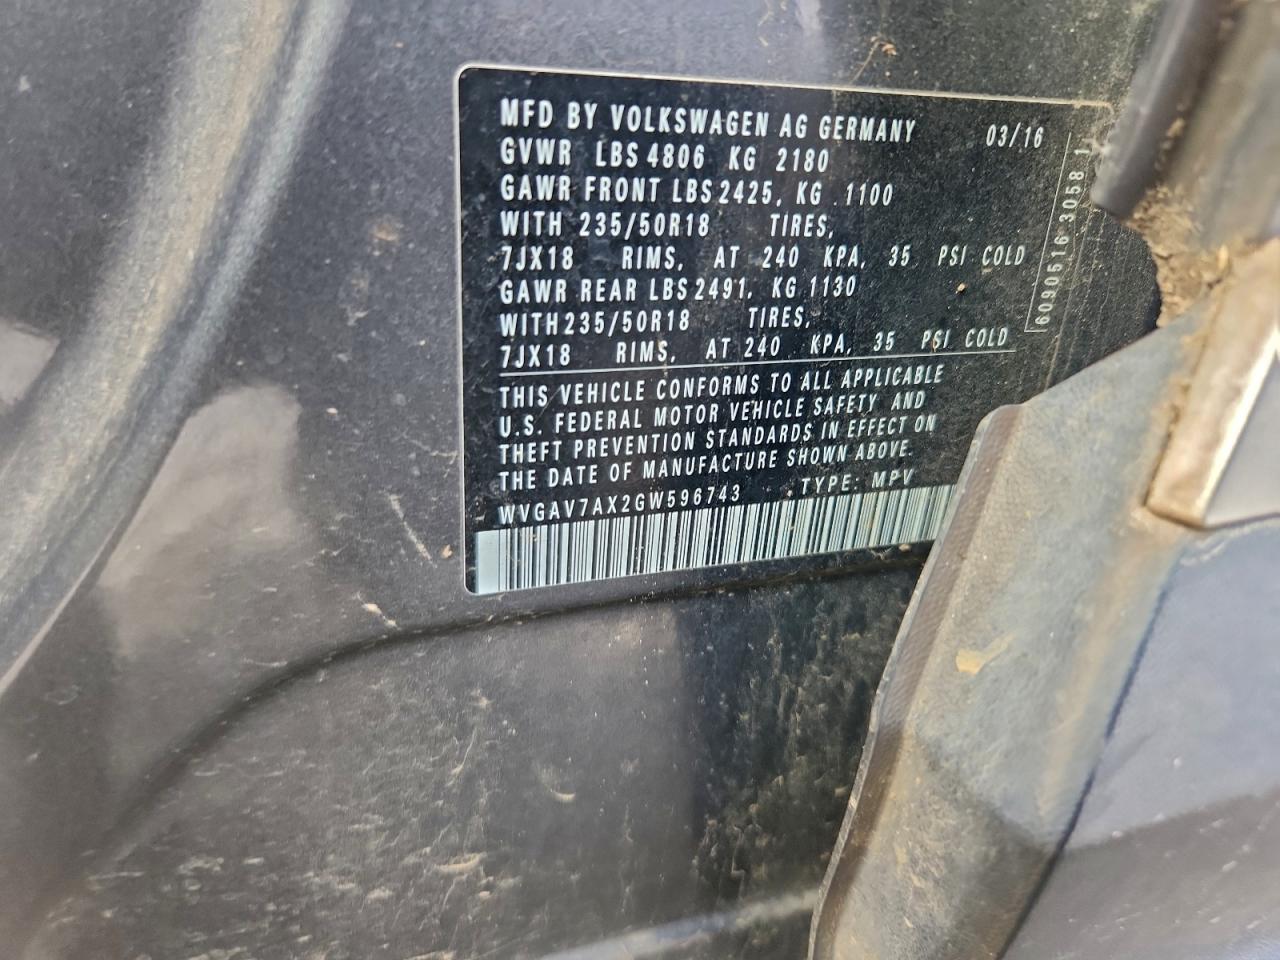 MFD BY VOLKSWAGEN AG GERMANY 03/16
GVWR LBS 4806 KG 2180
GAWR FRONT LBS 2425, KG 1100
WITH 235/50R18 TIRES,
7JX18 RIMS, AT 240 KPA, 35 PSI COLD
GAWR REAR LBS 2491, KG 1130
WITH 235/50R18 TIRES,
7JX18 RIMS, AT 240 KPA, 35 PSI COLD
THIS VEHICLE CONFORMS TO ALL APPLICABLE
U.S. FEDERAL MOTOR VEHICLE SAFETY AND
THEFT PREVENTION STANDARDS IN EFFECT ON
THE DATE OF MANUFACTURE SHOWN ABOVE.
WVGAV7AX2GW596743 TYPE: MPV
6090516 3058 1